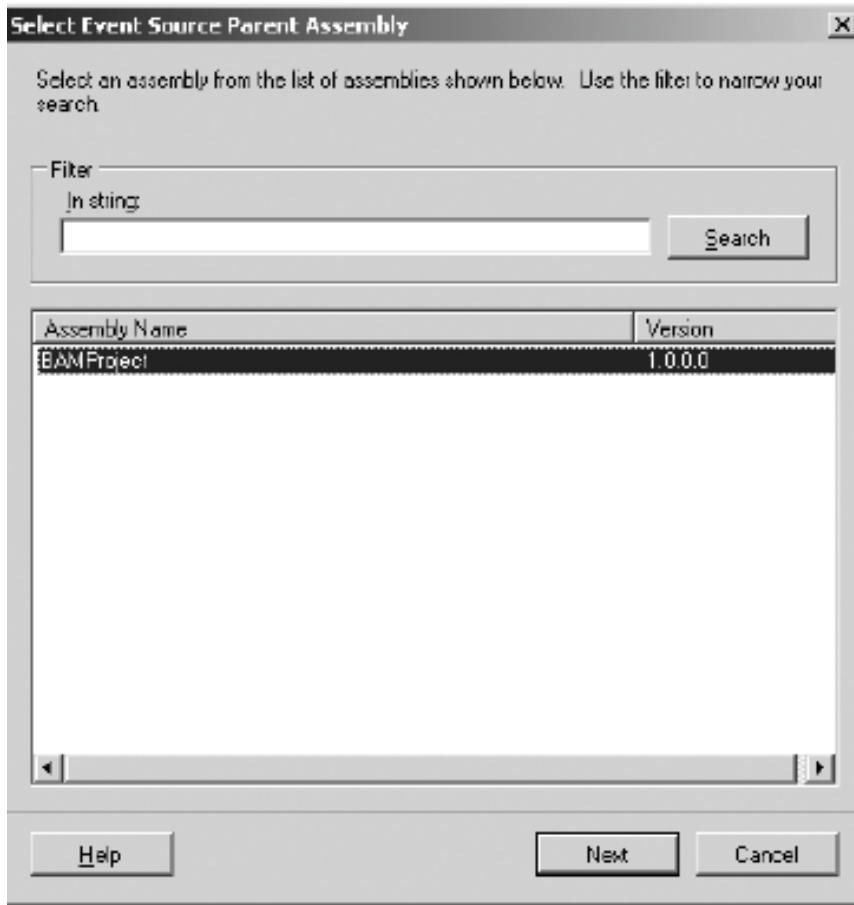 Select Event Source Parent Assembly
Select an assembly from the list of assemblies shown below. Use the filter to narrow your
search.
Filter
In string:
Search
Assembly Name Version
BAMProject 1.0.0.0
Help Next Cancel